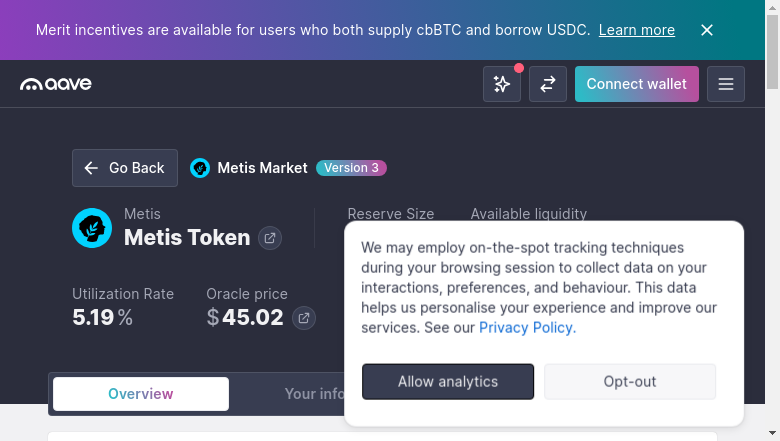 Merit incentives are available for users who both supply cbBTC and borrow USDC. Learn more
aave
Connect wallet
Go Back
Metis Market
Version 3
Metis
Metis Token
Reserve Size
Available liquidity
Utilization Rate
5.19 %
Oracle price
$ 45.02
We may employ on-the-spot tracking techniques
during your browsing session to collect data on your
interactions, preferences, and behaviour. This data
helps us personalise your experience and improve our
services. See our Privacy Policy.
Allow analytics
Opt-out
Overview
Your info